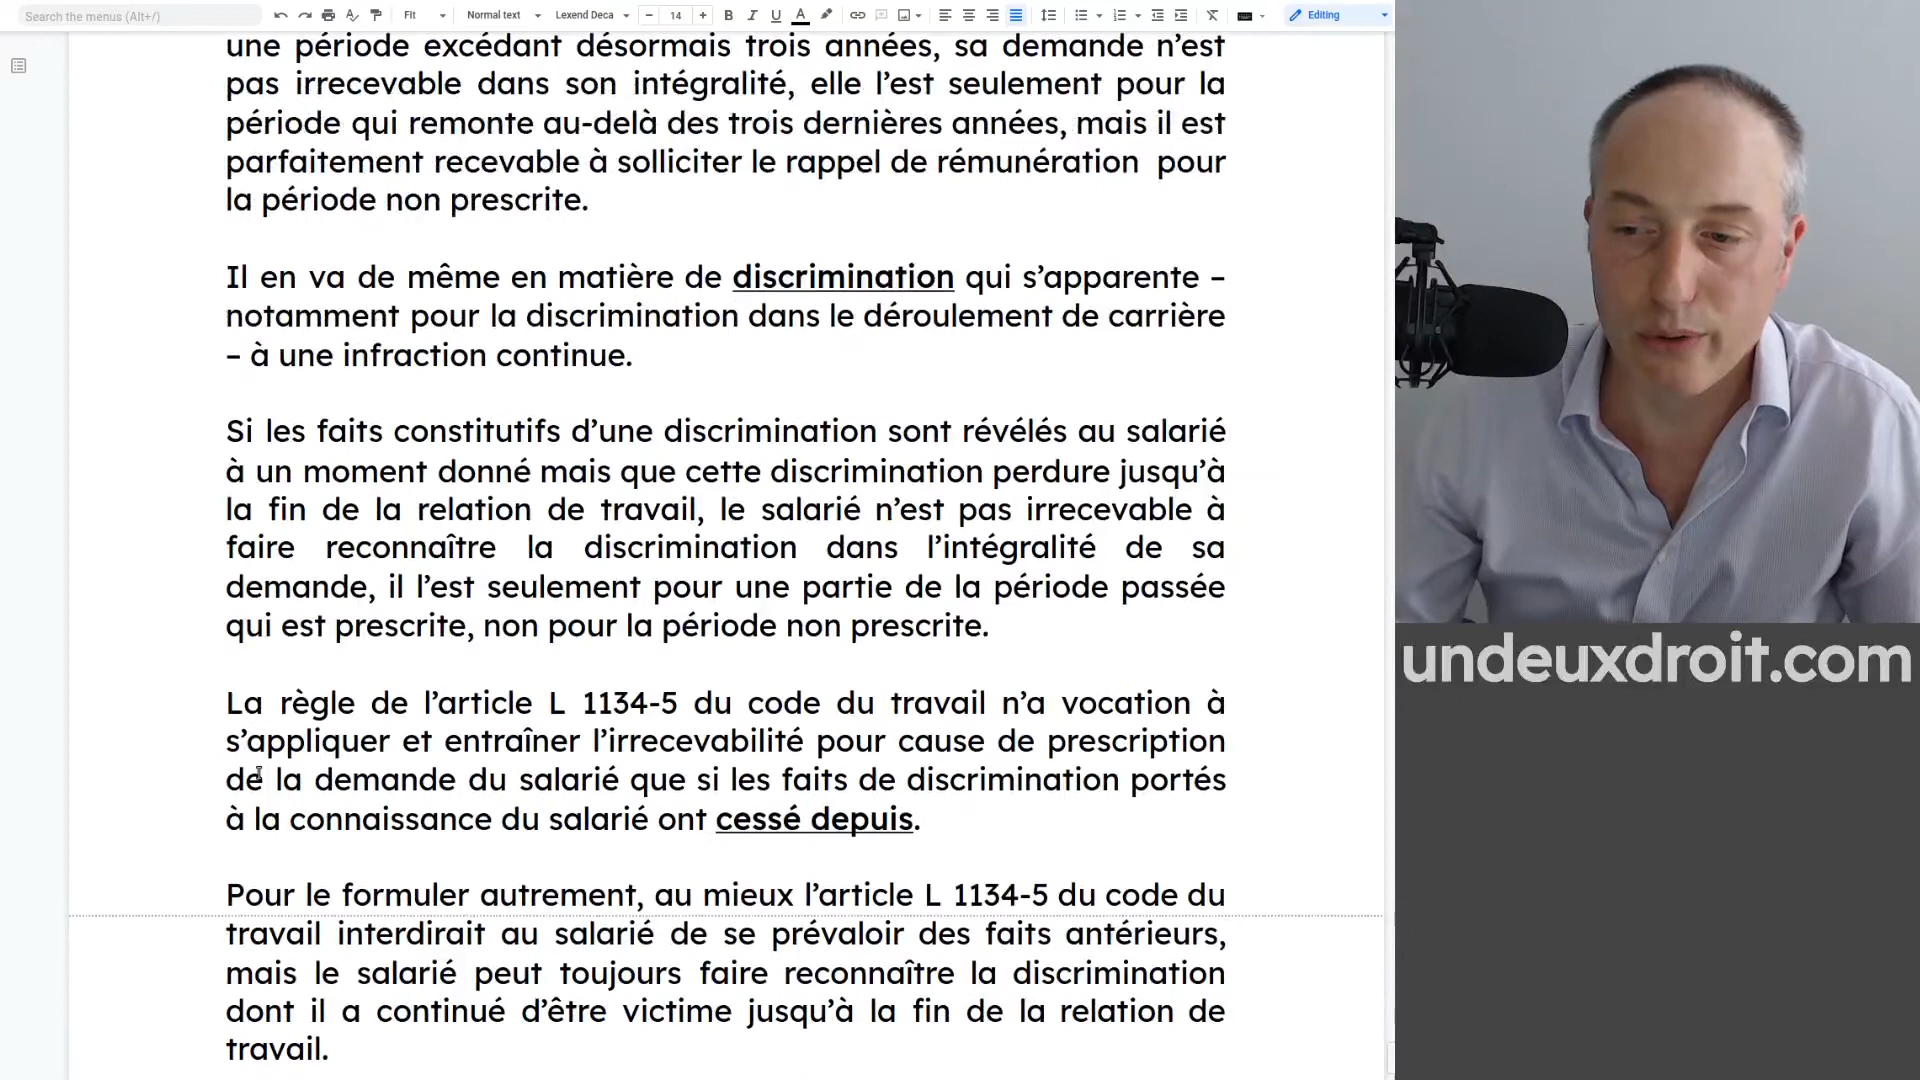 Search the menus (Alt+/)
Fit
Normal text
Lexend Deca
14
B I U A
Editing
une période excédant désormais trois années, sa demande n’est
pas irrecevable dans son intégralité, elle l’est seulement pour la
période qui remonte au-delà des trois dernières années, mais il est
parfaitement recevable à solliciter le rappel de rémunération  pour
la période non prescrite.
Il en va de même en matière de discrimination qui s’apparente –
notamment pour la discrimination dans le déroulement de carrière
– à une infraction continue.
Si les faits constitutifs d’une discrimination sont révélés au salarié
à un moment donné mais que cette discrimination perdure jusqu’à
la fin de la relation de travail, le salarié n’est pas irrecevable à
faire reconnaître la discrimination dans l’intégralité de sa
demande, il l’est seulement pour une partie de la période passée
qui est prescrite, non pour la période non prescrite.
La règle de l’article L 1134-5 du code du travail n’a vocation à
s’appliquer et entraîner l’irrecevabilité pour cause de prescription
de la demande du salarié que si les faits de discrimination portés
à la connaissance du salarié ont cessé depuis.
Pour le formuler autrement, au mieux l’article L 1134-5 du code du
travail interdirait au salarié de se prévaloir des faits antérieurs,
mais le salarié peut toujours faire reconnaître la discrimination
dont il a continué d’être victime jusqu’à la fin de la relation de
travail.
undeuxdroit.com